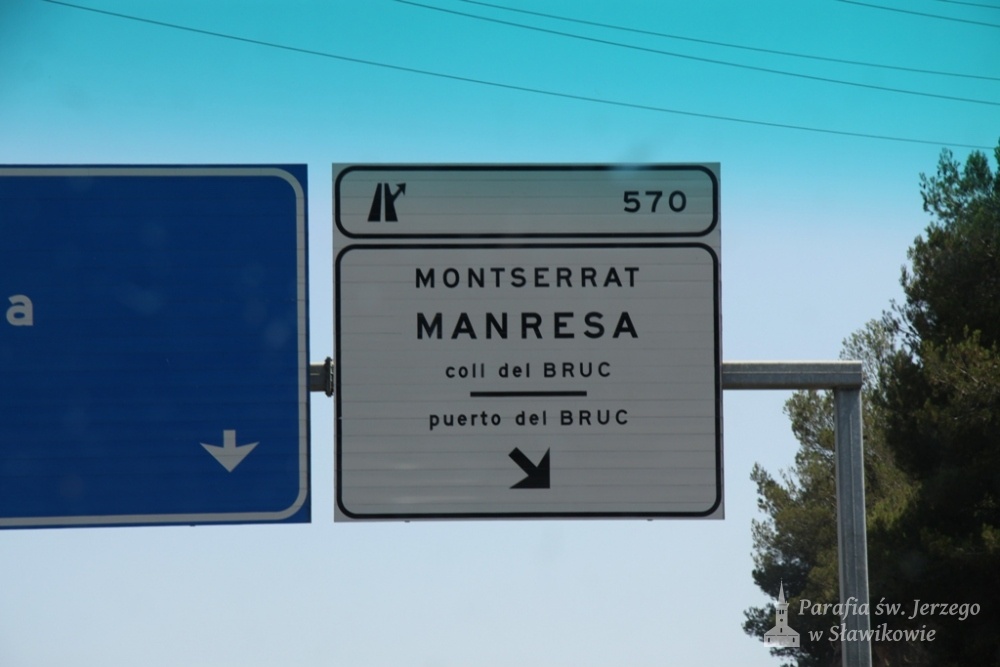 a
570
MONTSERRAT
MANRESA
coll del BRUC
puerto del BRUC
Parafia św. Jerzego
w Sławikowie